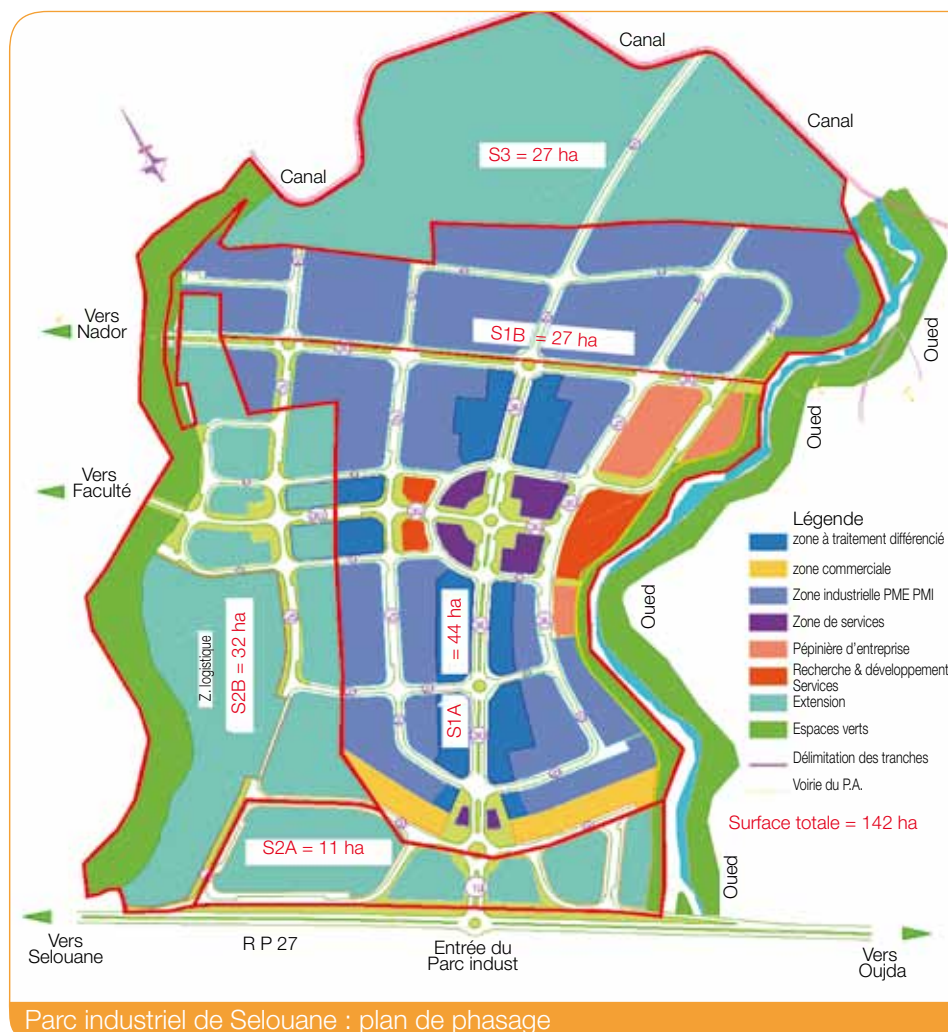 Canal
Canal
S3 = 27 ha
Canal
Vers
Nador
S1B = 27 ha
Oued
Oued
Vers
Faculté
Légende
zone à traitement différencié
zone commerciale
Zone industrielle PME PMI
Zone de services
Pépinière d'entreprise
Recherche & développement
Services
Extension
Espaces verts
Délimitation des tranches
Voirie du P.A.
Oued
Z. logistique
S2B = 32 ha
S1A = 44 ha
Surface totale = 142 ha
S2A = 11 ha
Oued
Vers
Selouane
R P 27
Entrée du
Parc indust
Vers
Oujda
Parc industriel de Selouane : plan de phasage